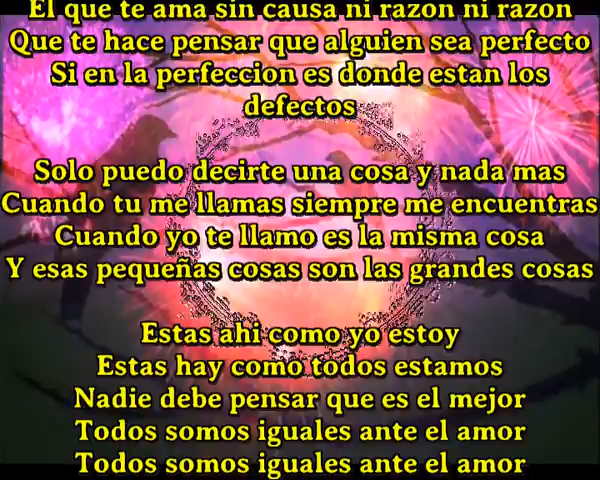 El que te ama sin causa ni razon ni razon
Que te hace pensar que alguien sea perfecto
Si en la perfeccion es donde estan los
defectos
Solo puedo decirte una cosa y nada mas
Cuando tu me llamas siempre me encuentras
Cuando yo te llamo es la misma cosa
Y esas pequeñas cosas son las grandes cosas
Estas ahi como yo estoy
Estas hay como todos estamos
Nadie debe pensar que es el mejor
Todos somos iguales ante el amor
Todos somos iguales ante el amor